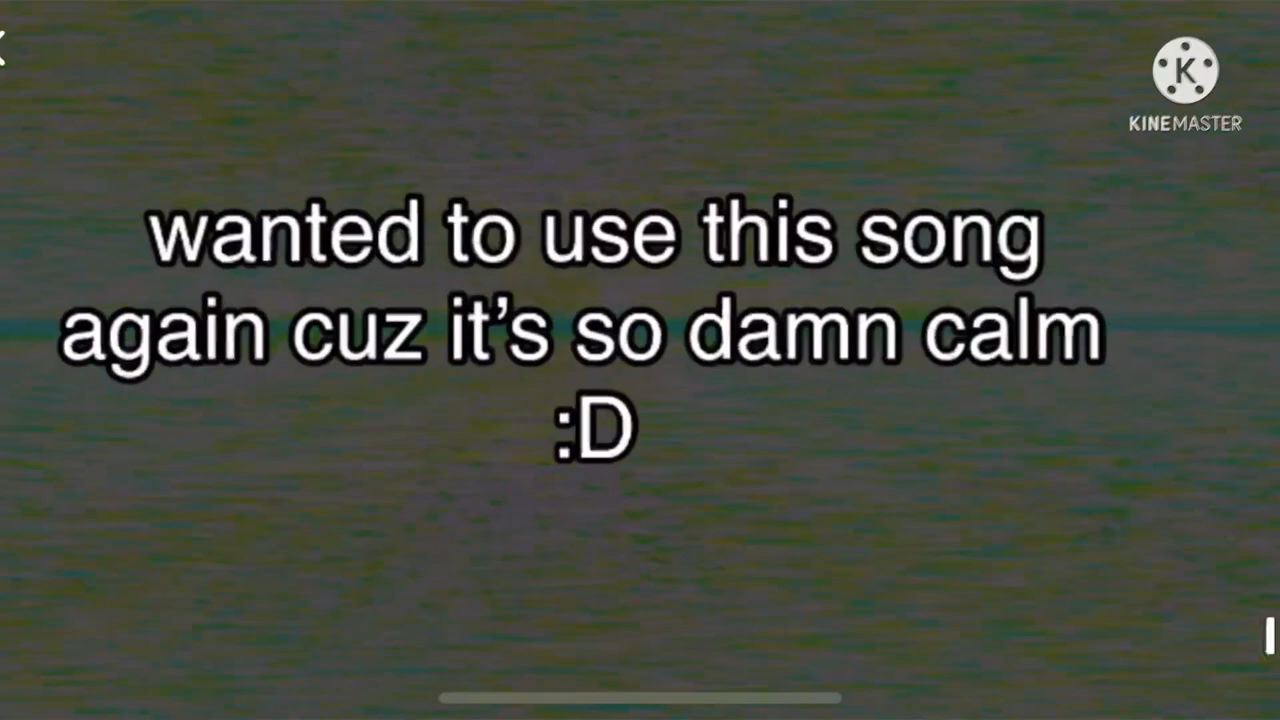 K
KINEMASTER
wanted to use this song
again cuz it’s so damn calm
:D